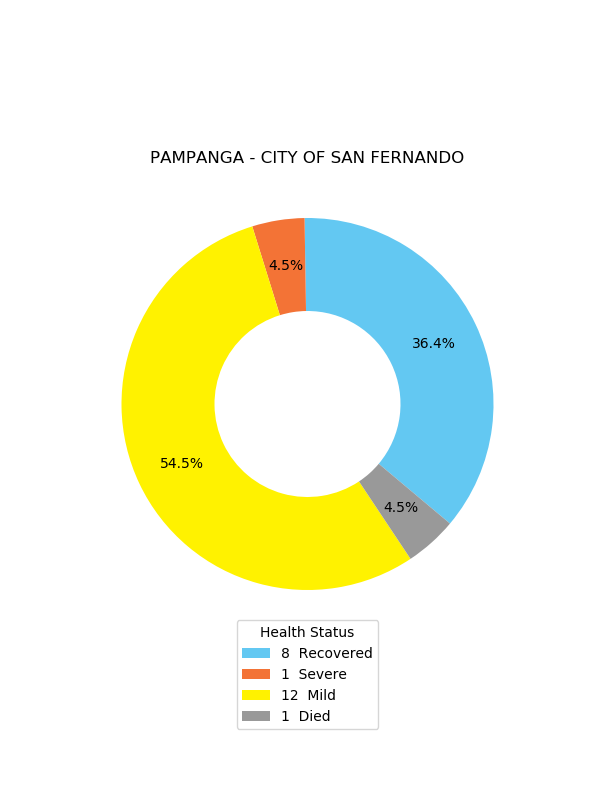 PAMPANGA - CITY OF SAN FERNANDO
4.5%
36.4%
54.5%
4.5%
Health Status
8 Recovered
1 Severe
12 Mild
1 Died